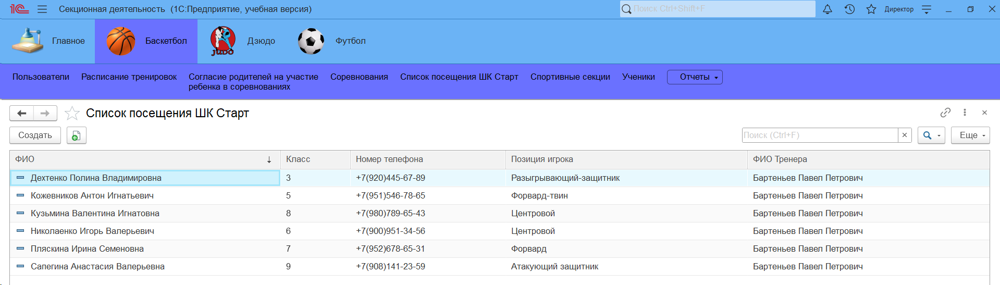 1С Секционная деятельность (1С:Предприятие, учебная версия) Поиск Ctrl+Shift+F Директор
Главное Баскетбол JUDO Дзюдо Футбол
Пользователи Расписание тренировок Согласие родителей на участие Соревнования Список посещения ШК Старт Спортивные секции Ученики Отчеты
ребенка в соревнованиях
Список посещения ШК Старт
Создать Поиск (Ctrl+F) × Еще
ФИО Класс Номер телефона Позиция игрока ФИО Тренера
Дехтенко Полина Владимировна 3 +7(920)445-67-89 Разыгрывающий-защитник Бартеньев Павел Петрович
Кожевников Антон Игнатьевич 5 +7(951)546-78-65 Форвард-твин Бартеньев Павел Петрович
Кузьмина Валентина Игнатовна 8 +7(980)789-65-43 Центровой Бартеньев Павел Петрович
Николаенко Игорь Валерьевич 6 +7(900)951-34-56 Центровой Бартеньев Павел Петрович
Пляскина Ирина Семеновна 7 +7(952)678-65-31 Форвард Бартеньев Павел Петрович
Сапегина Анастасия Валерьевна 9 +7(908)141-23-59 Атакующий защитник Бартеньев Павел Петрович